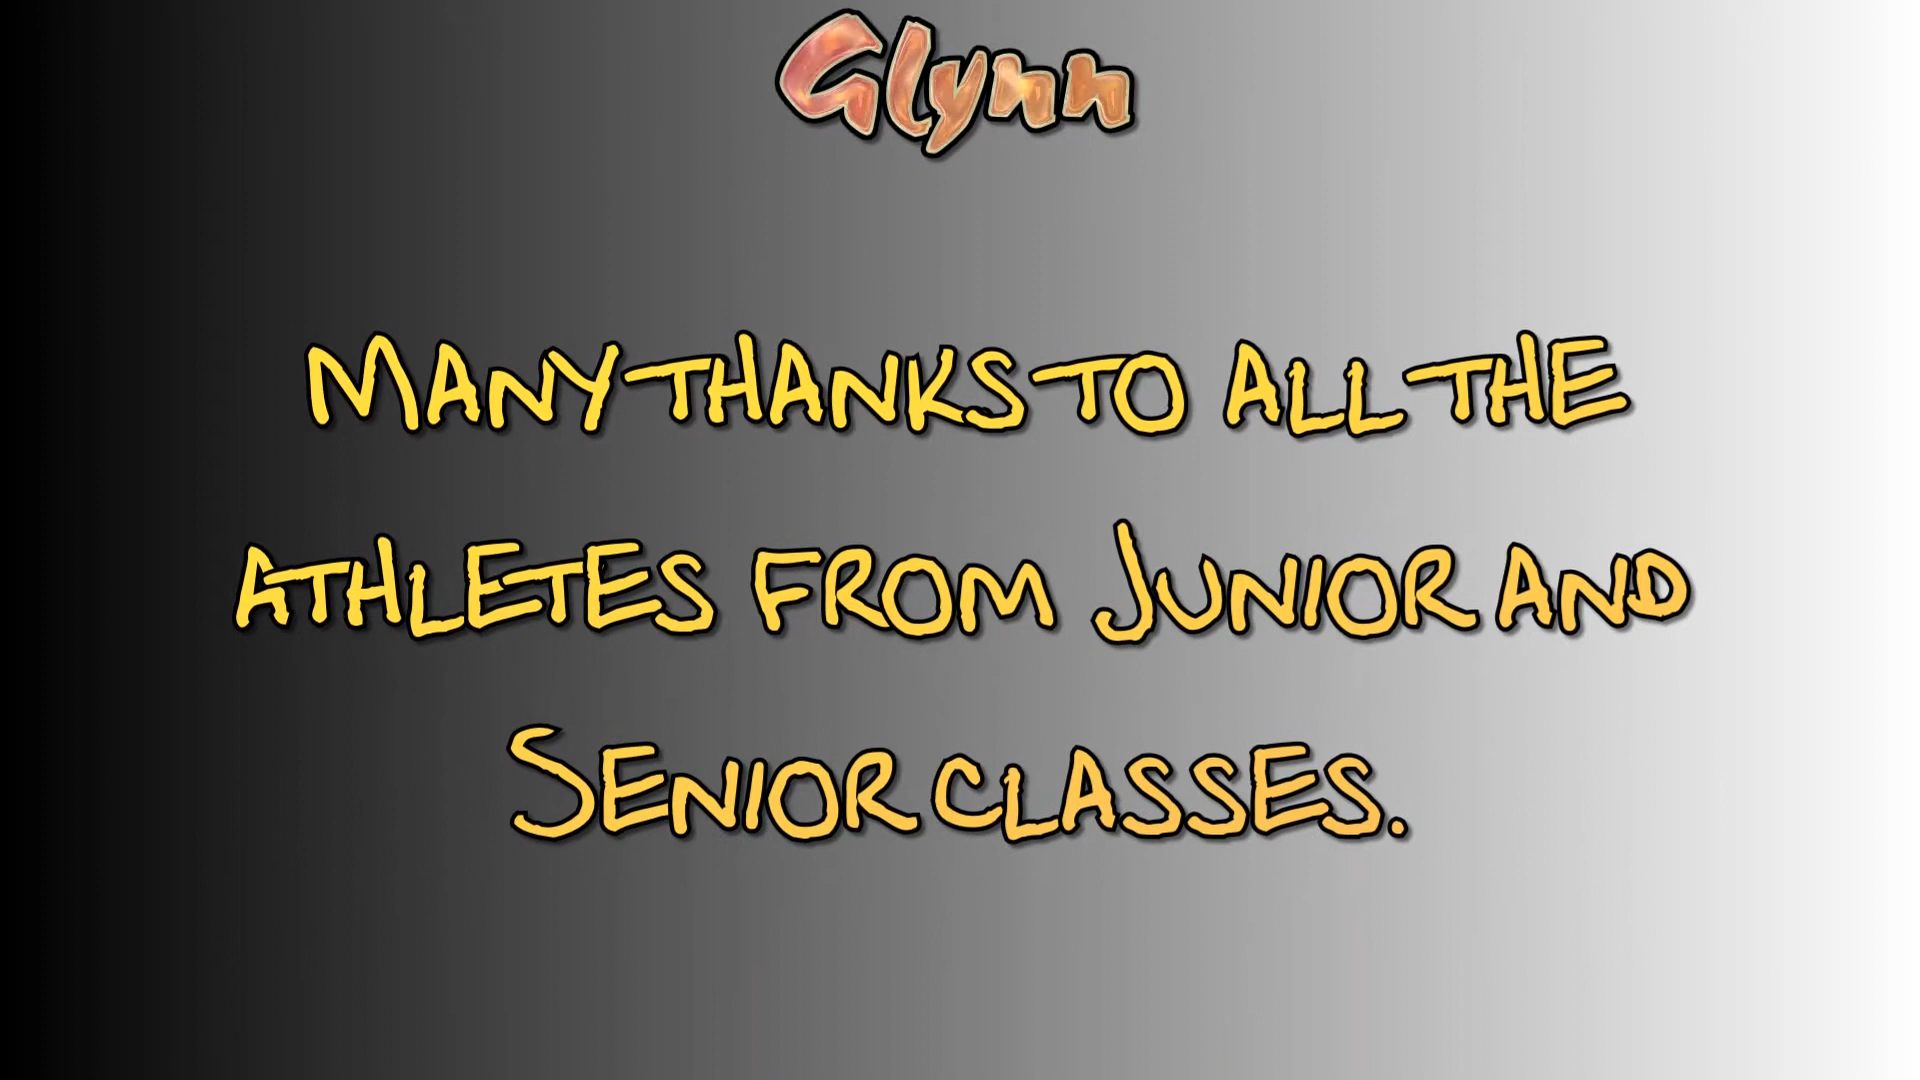 Glynn
Many thanks to all the
athletes from Junior and
Senior classes.